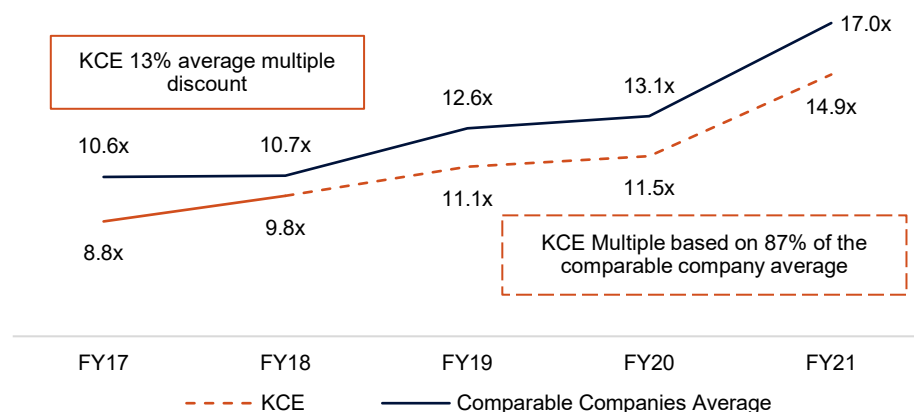 17.0x
KCE 13% average multiple
discount
13.1x
12.6x
14.9x
10.6x
10.7x
11.1x
11.5x
9.8x
8.8x
KCE Multiple based on 87% of the
comparable company average
FY17
FY18
FY19
FY20
FY21
KCE
Comparable Companies Average